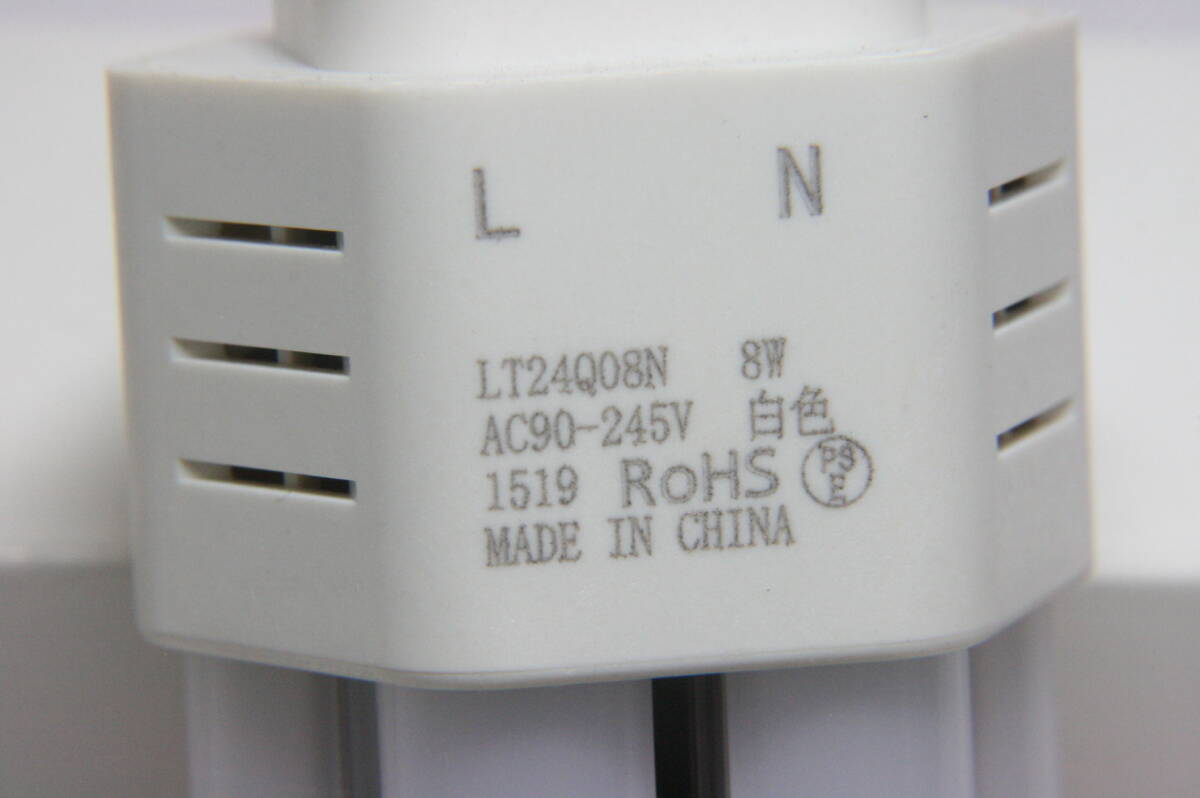 L N
LT24Q08N 8W
AC90-245V 白色
1519 RoHS PSE
MADE IN CHINA